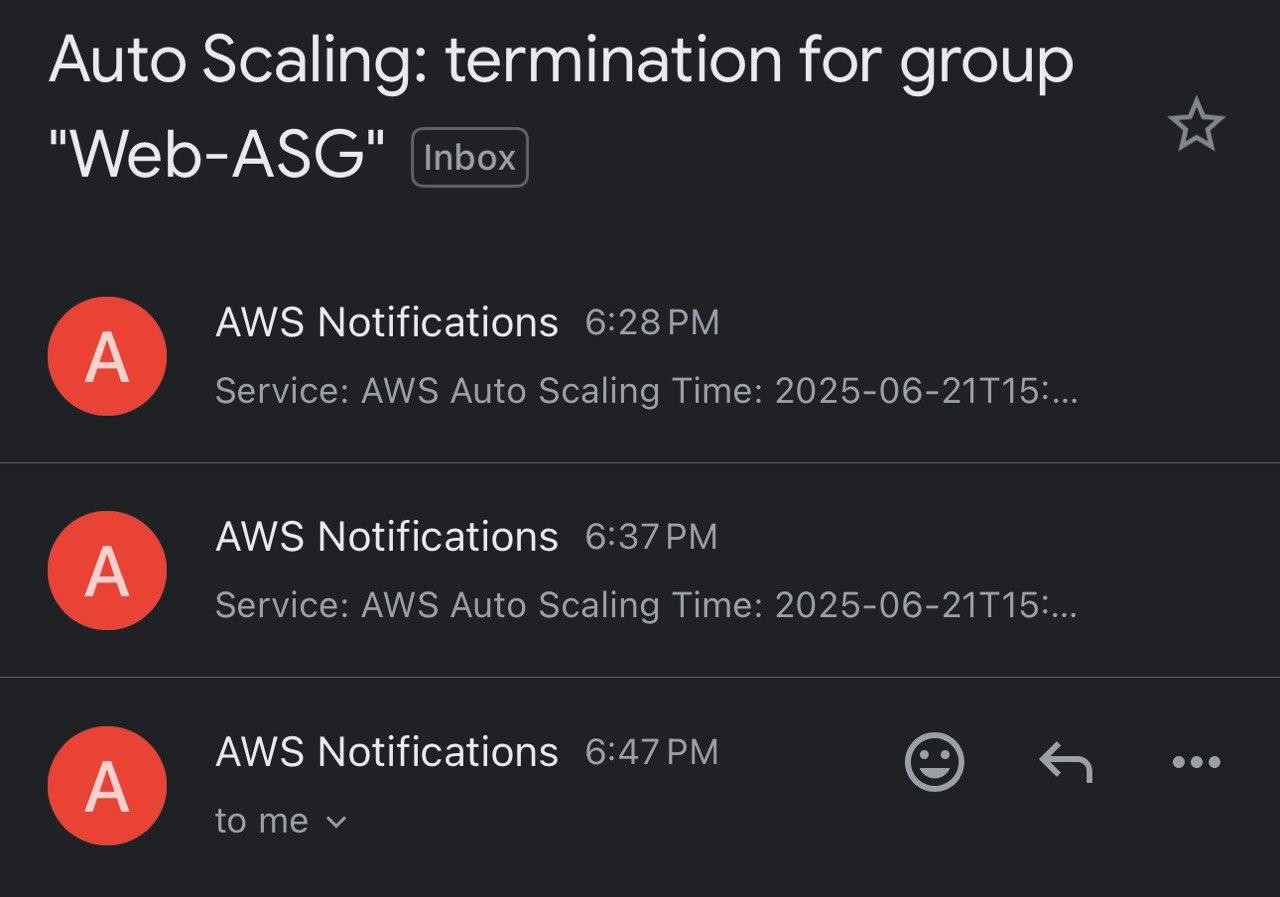 Auto Scaling: termination for group
"Web-ASG" Inbox
A
AWS Notifications 6:28 PM
Service: AWS Auto Scaling Time: 2025-06-21T15:...
A
AWS Notifications 6:37 PM
Service: AWS Auto Scaling Time: 2025-06-21T15:...
A
AWS Notifications 6:47 PM
to me